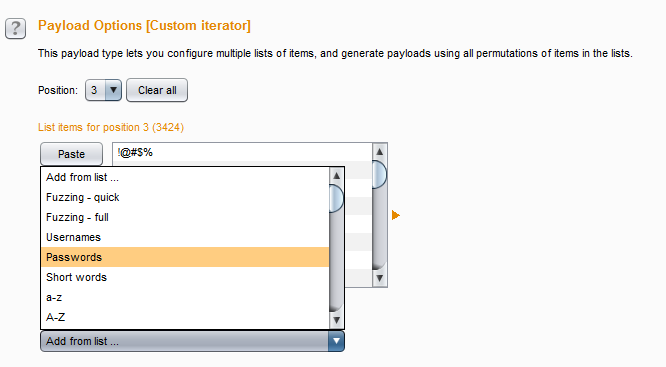 ?
Payload Options [Custom iterator]
This payload type lets you configure multiple lists of items, and generate payloads using all permutations of items in the lists.
Position: 3 Clear all
List items for position 3 (3424)
Paste !@#$%
Add from list ...
Fuzzing - quick
Fuzzing - full
Usernames
Passwords
Short words
a-z
A-Z
Add from list ...